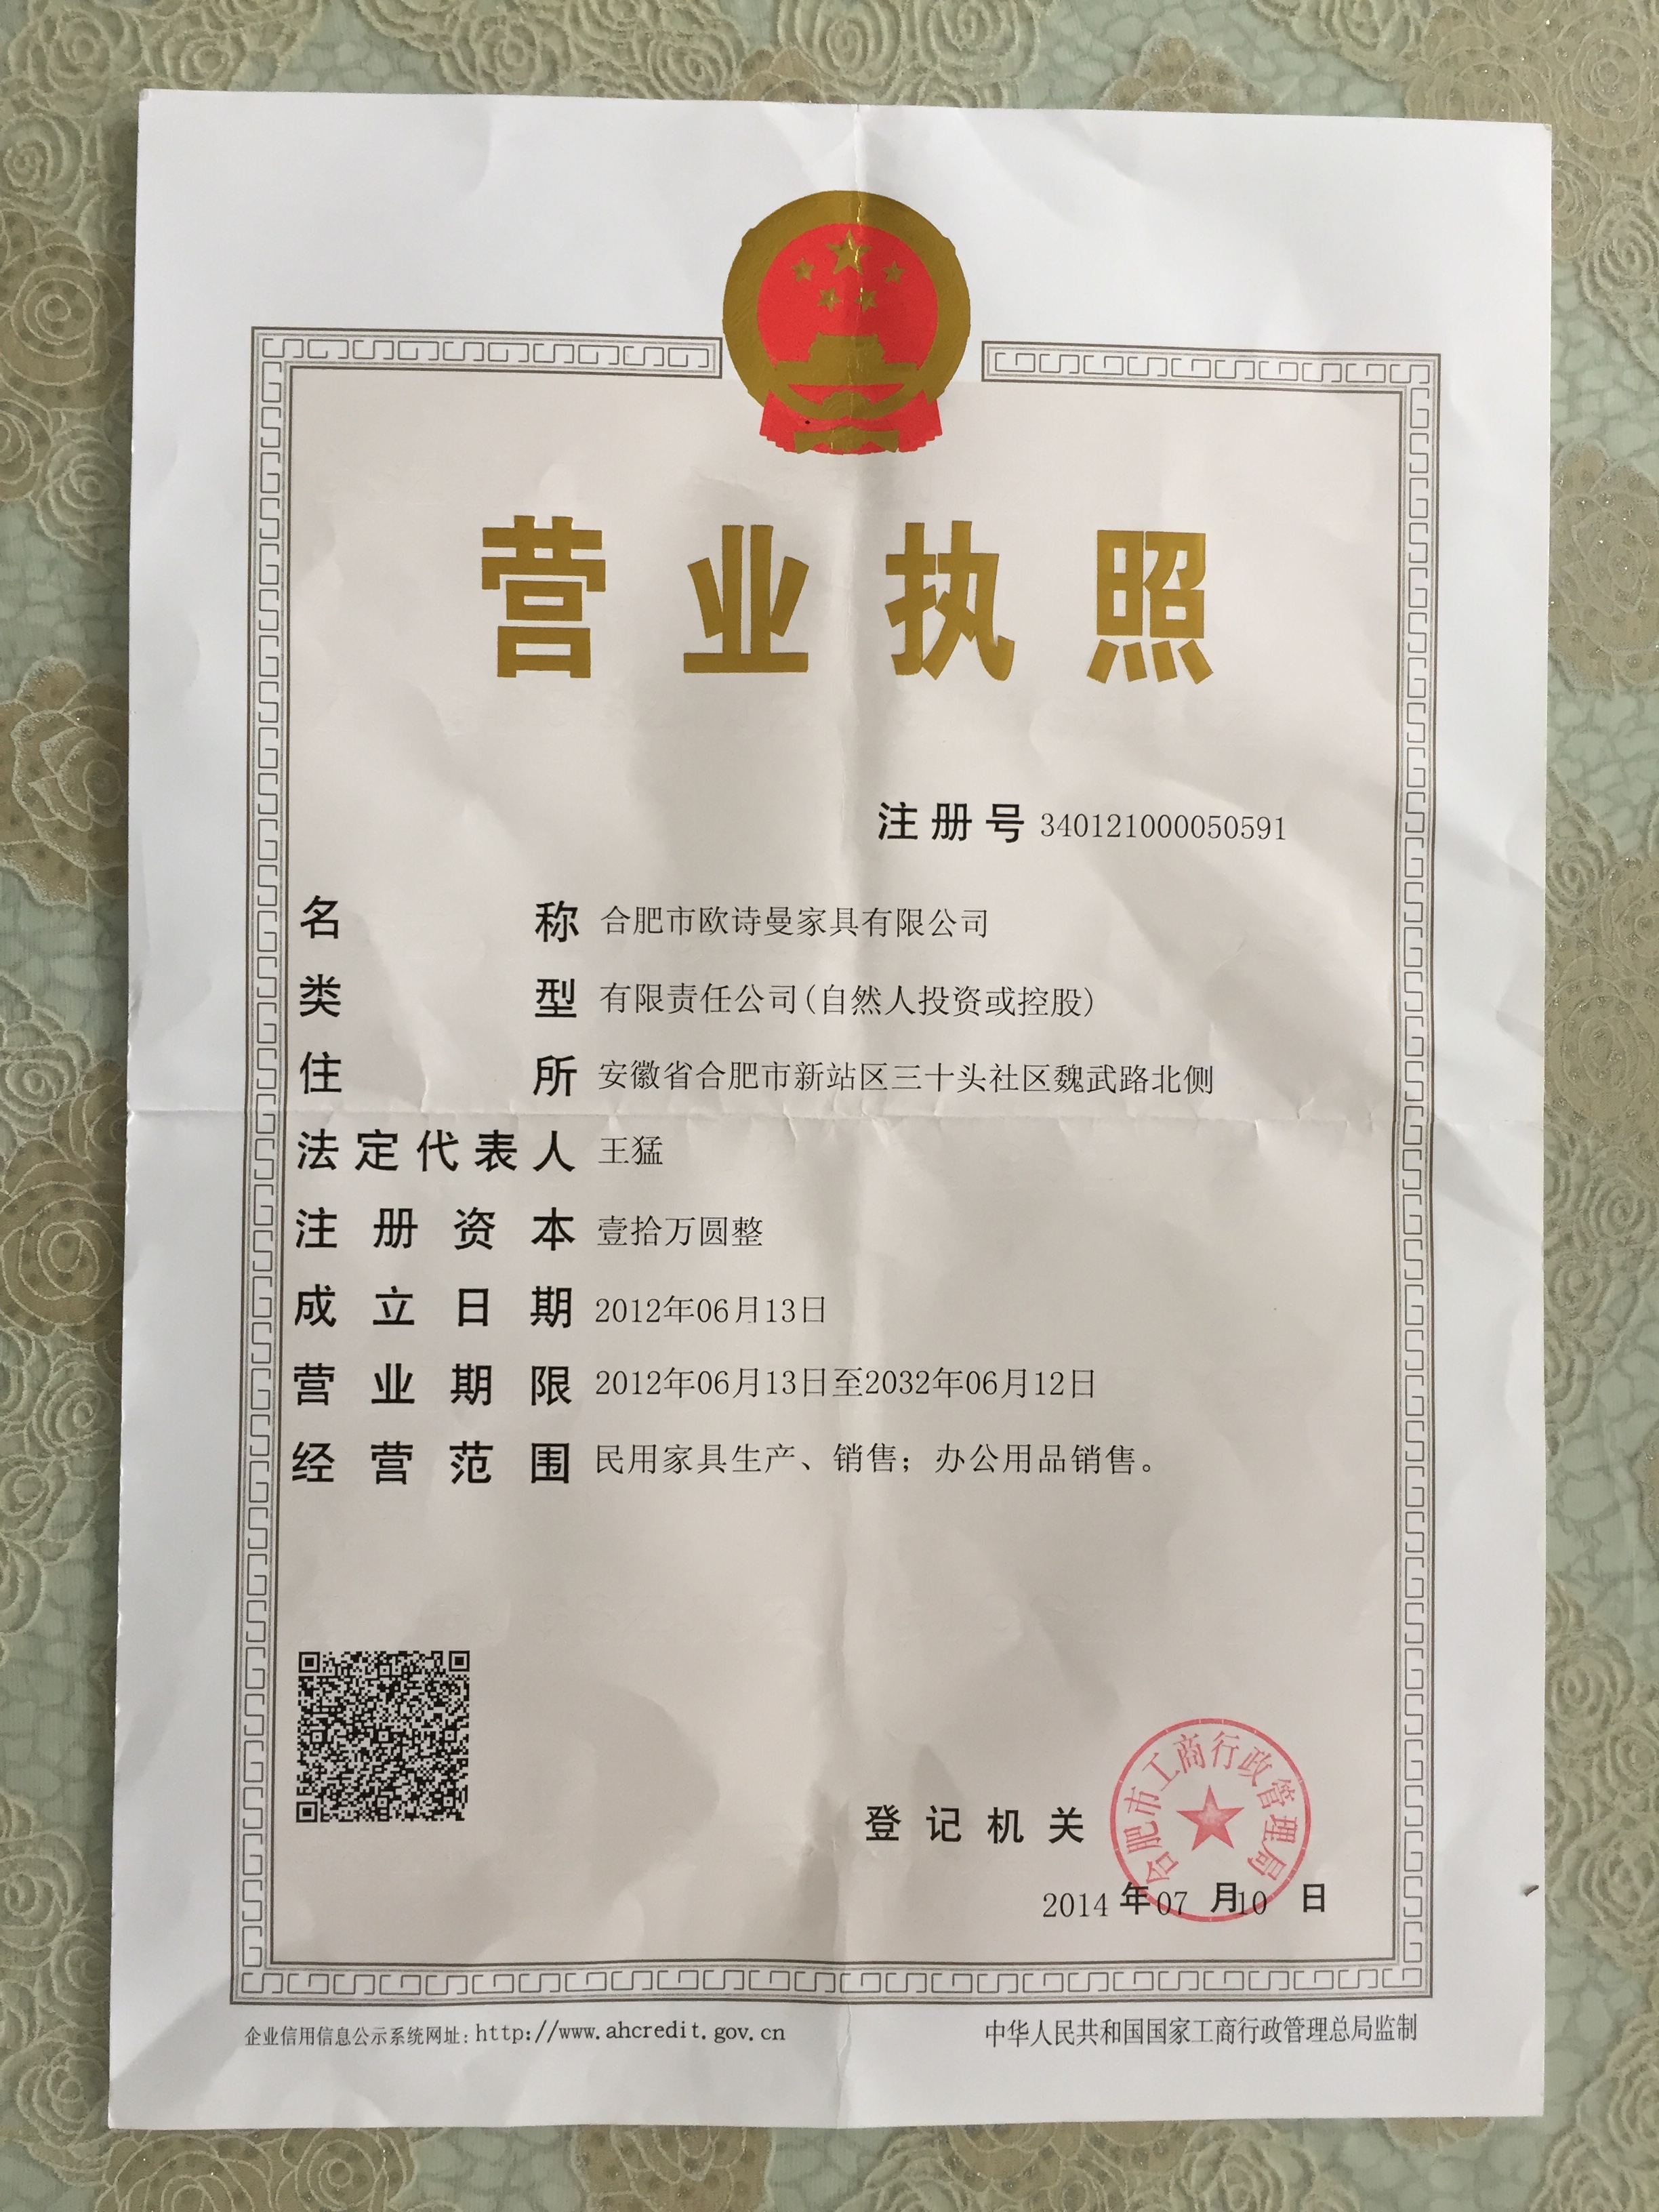 营业执照
注册号 340121000050591
名称 合肥市欧诗曼家具有限公司
类型 有限责任公司(自然人投资或控股)
住所 安徽省合肥市新站区三十头社区魏武路北侧
法定代表人 王猛
注册资本 壹拾万圆整
成立日期 2012年06月13日
营业期限 2012年06月13日至2032年06月12日
经营范围 民用家具生产、销售；办公用品销售。
合肥市工商行政管理局
登记机关
2014 年07 月10 日
企业信用信息公示系统网址: http://www.ahcredit.gov.cn
中华人民共和国国家工商行政管理总局监制